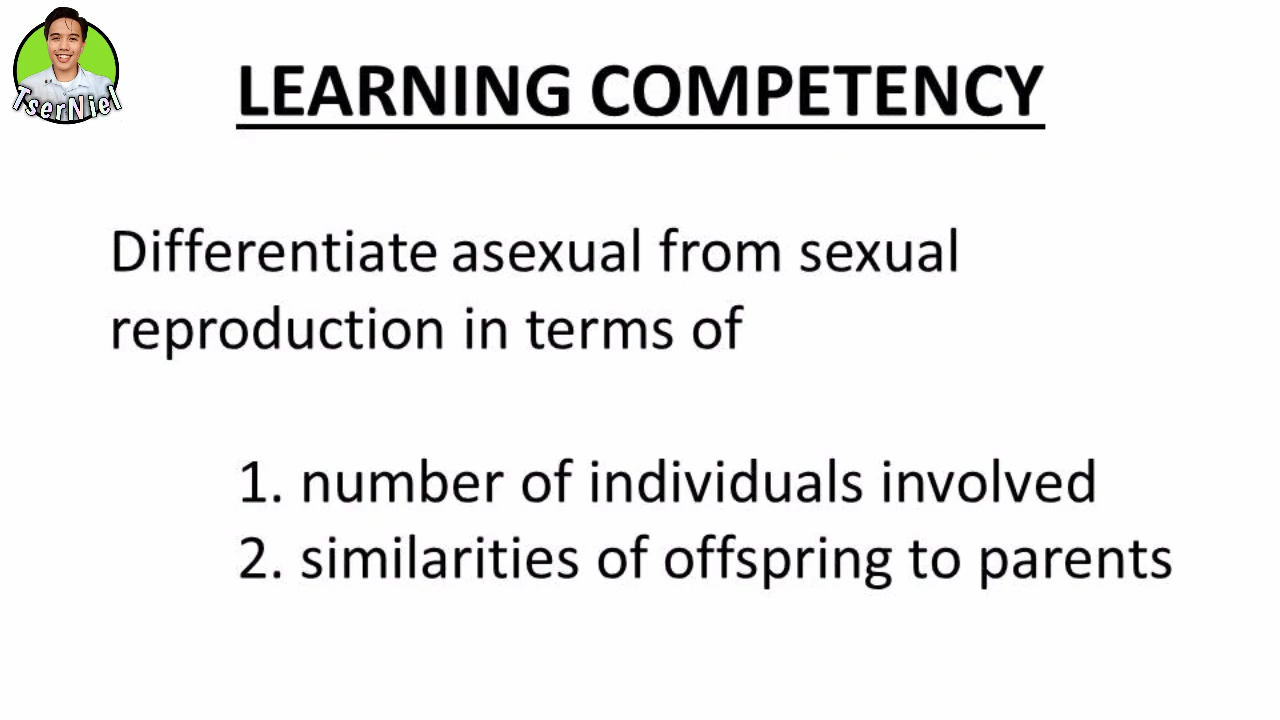 TserNiel
LEARNING COMPETENCY
Differentiate asexual from sexual
reproduction in terms of
1. number of individuals involved
2. similarities of offspring to parents